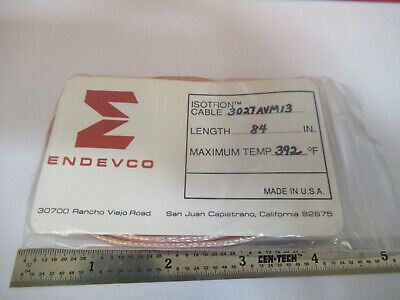 ENDEVCO
ISOTRON™
CABLE 3027AVM13
LENGTH 84 IN.
MAXIMUM TEMP. 392 °F
MADE IN U.S.A.
30700 Rancho Viejo Road San Juan Capistrano, California 92675
1 2 3 CEN-TECH 4 5